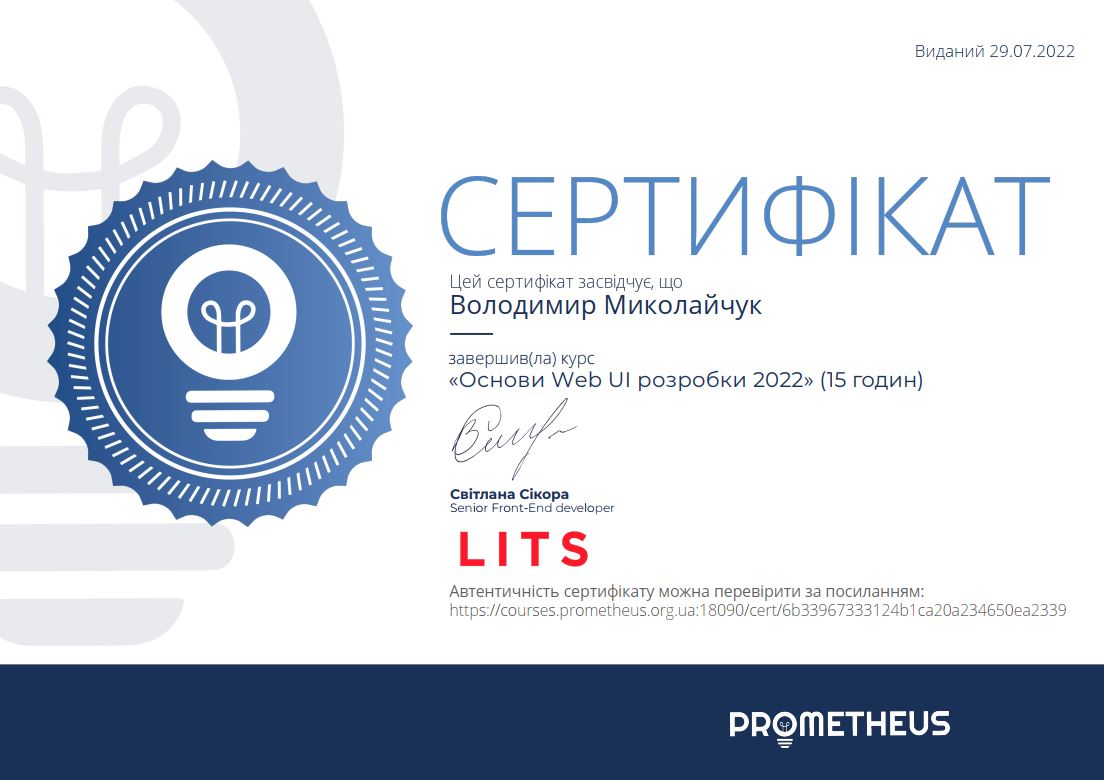 Виданий 29.07.2022
СЕРТИФІКАТ
Цей сертифікат засвідчує, що
Володимир Миколайчук
завершив(ла) курс
«Основи Web UI розробки 2022» (15 годин)
Світлана Сікора
Senior Front-End developer
LITS
Автентичність сертифікату можна перевірити за посиланням:
https://courses.prometheus.org.ua:18090/cert/6b33967333124b1ca20a234650ea2339
PROMETHEUS